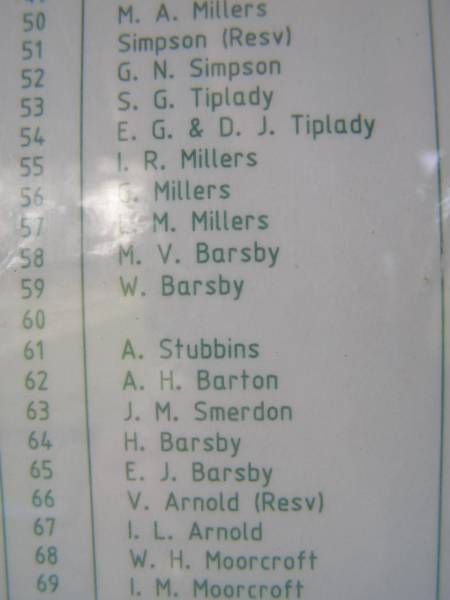 50 M. A. Millers
51 Simpson (Resv)
52 G. N. Simpson
53 S. G. Tiplady
54 E. G. & D. J. Tiplady
55 I. R. Millers
56 G. Millers
57 M. Millers
58 M. V. Barsby
59 W. Barsby
60
61 A. Stubbins
62 A. H. Barton
63 J. M. Smerdon
64 H. Barsby
65 E. J. Barsby
66 V. Arnold (Resv)
67 I. L. Arnold
68 W. H. Moorcroft
69 I. M. Moorcroft